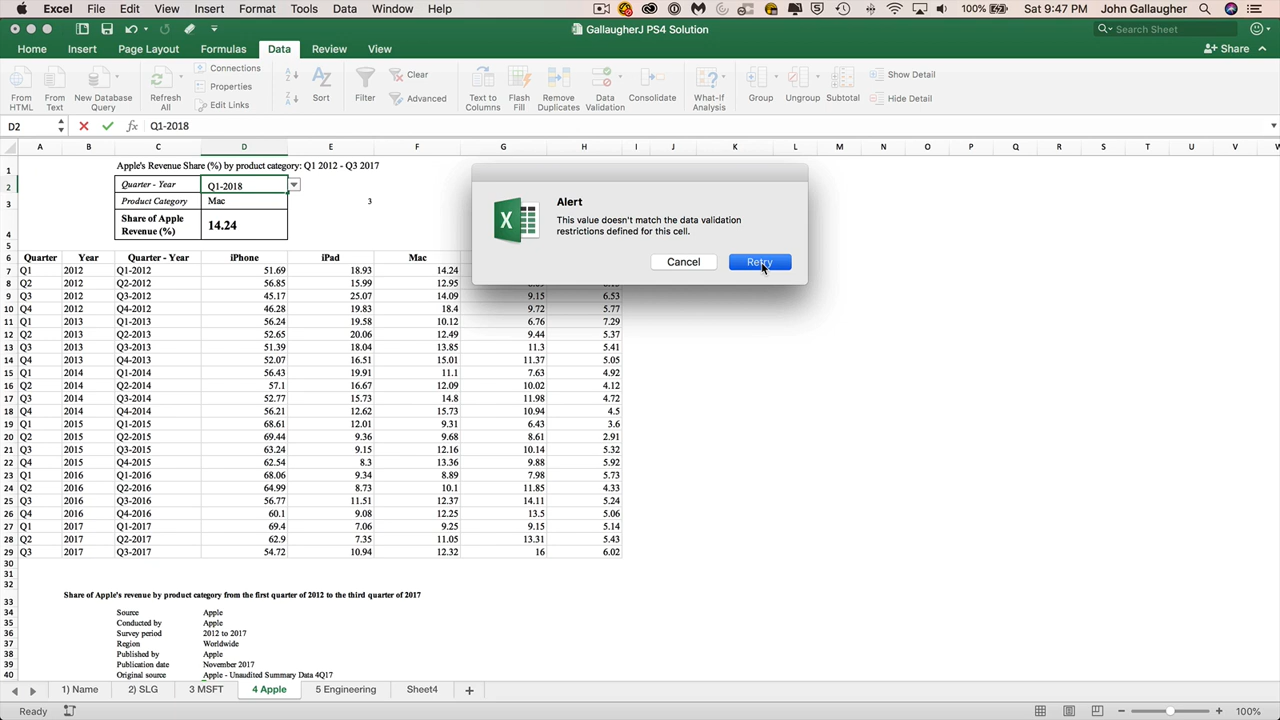 Excel File Edit View Insert Format Tools Data Window Help 100% Sat 9:47 PM John Gallaugher
GallaugherJ PS4 Solution
Search Sheet
Home Insert Page Layout Formulas Data Review View
Share
From HTML
From Text
New Database Query
Refresh All
Connections
Properties
Edit Links
Sort
Filter
Clear
Advanced
Text to Columns
Flash Fill
Remove Duplicates
Data Validation
Consolidate
What-If Analysis
Group
Ungroup
Subtotal
Show Detail
Hide Detail
D2 fx Q1-2018
A B C D E F G H I J K L M N O P Q R S T U V W
1 Apple's Revenue Share (%) by product category: Q1 2012 - Q3 2017
2 Quarter - Year Q1-2018
3 Product Category Mac 3
4 Share of Apple Revenue (%) 14.24
5
Alert
This value doesn't match the data validation
restrictions defined for this cell.
Cancel Retry
6 Quarter Year Quarter - Year iPhone iPad Mac
7 Q1 2012 Q1-2012 51.69 18.93 14.24
8 Q2 2012 Q2-2012 56.85 15.99 12.95
9 Q3 2012 Q3-2012 45.17 25.07 14.09 9.15 6.53
10 Q4 2012 Q4-2012 46.28 19.83 18.4 9.72 5.77
11 Q1 2013 Q1-2013 56.24 19.58 10.12 6.76 7.29
12 Q2 2013 Q2-2013 52.65 20.06 12.49 9.44 5.37
13 Q3 2013 Q3-2013 51.39 18.04 13.85 11.3 5.41
14 Q4 2013 Q4-2013 52.07 16.51 15.01 11.37 5.05
15 Q1 2014 Q1-2014 56.43 19.91 11.1 7.63 4.92
16 Q2 2014 Q2-2014 57.1 16.67 12.09 10.02 4.12
17 Q3 2014 Q3-2014 52.77 15.73 14.8 11.98 4.72
18 Q4 2014 Q4-2014 56.21 12.62 15.73 10.94 4.5
19 Q1 2015 Q1-2015 68.61 12.01 9.31 6.43 3.6
20 Q2 2015 Q2-2015 69.44 9.36 9.68 8.61 2.91
21 Q3 2015 Q3-2015 63.24 9.15 12.16 10.14 5.32
22 Q4 2015 Q4-2015 62.54 8.3 13.36 9.88 5.92
23 Q1 2016 Q1-2016 68.06 9.34 8.89 7.98 5.73
24 Q2 2016 Q2-2016 64.99 8.73 10.1 11.85 4.33
25 Q3 2016 Q3-2016 56.77 11.51 12.37 14.11 5.24
26 Q4 2016 Q4-2016 60.1 9.08 12.25 13.5 5.06
27 Q1 2017 Q1-2017 69.4 7.06 9.25 9.15 5.14
28 Q2 2017 Q2-2017 62.9 7.35 11.05 13.31 5.43
29 Q3 2017 Q3-2017 54.72 10.94 12.32 16 6.02
30
31
32
33 Share of Apple's revenue by product category from the first quarter of 2012 to the third quarter of 2017
34 Source Apple
35 Conducted by Apple
36 Survey period 2012 to 2017
37 Region Worldwide
38 Published by Apple
39 Publication date November 2017
40 Original source Apple - Unaudited Summary Data 4Q17
1) Name 2) SLG 3 MSFT 4 Apple 5 Engineering Sheet4 +
Ready 100%